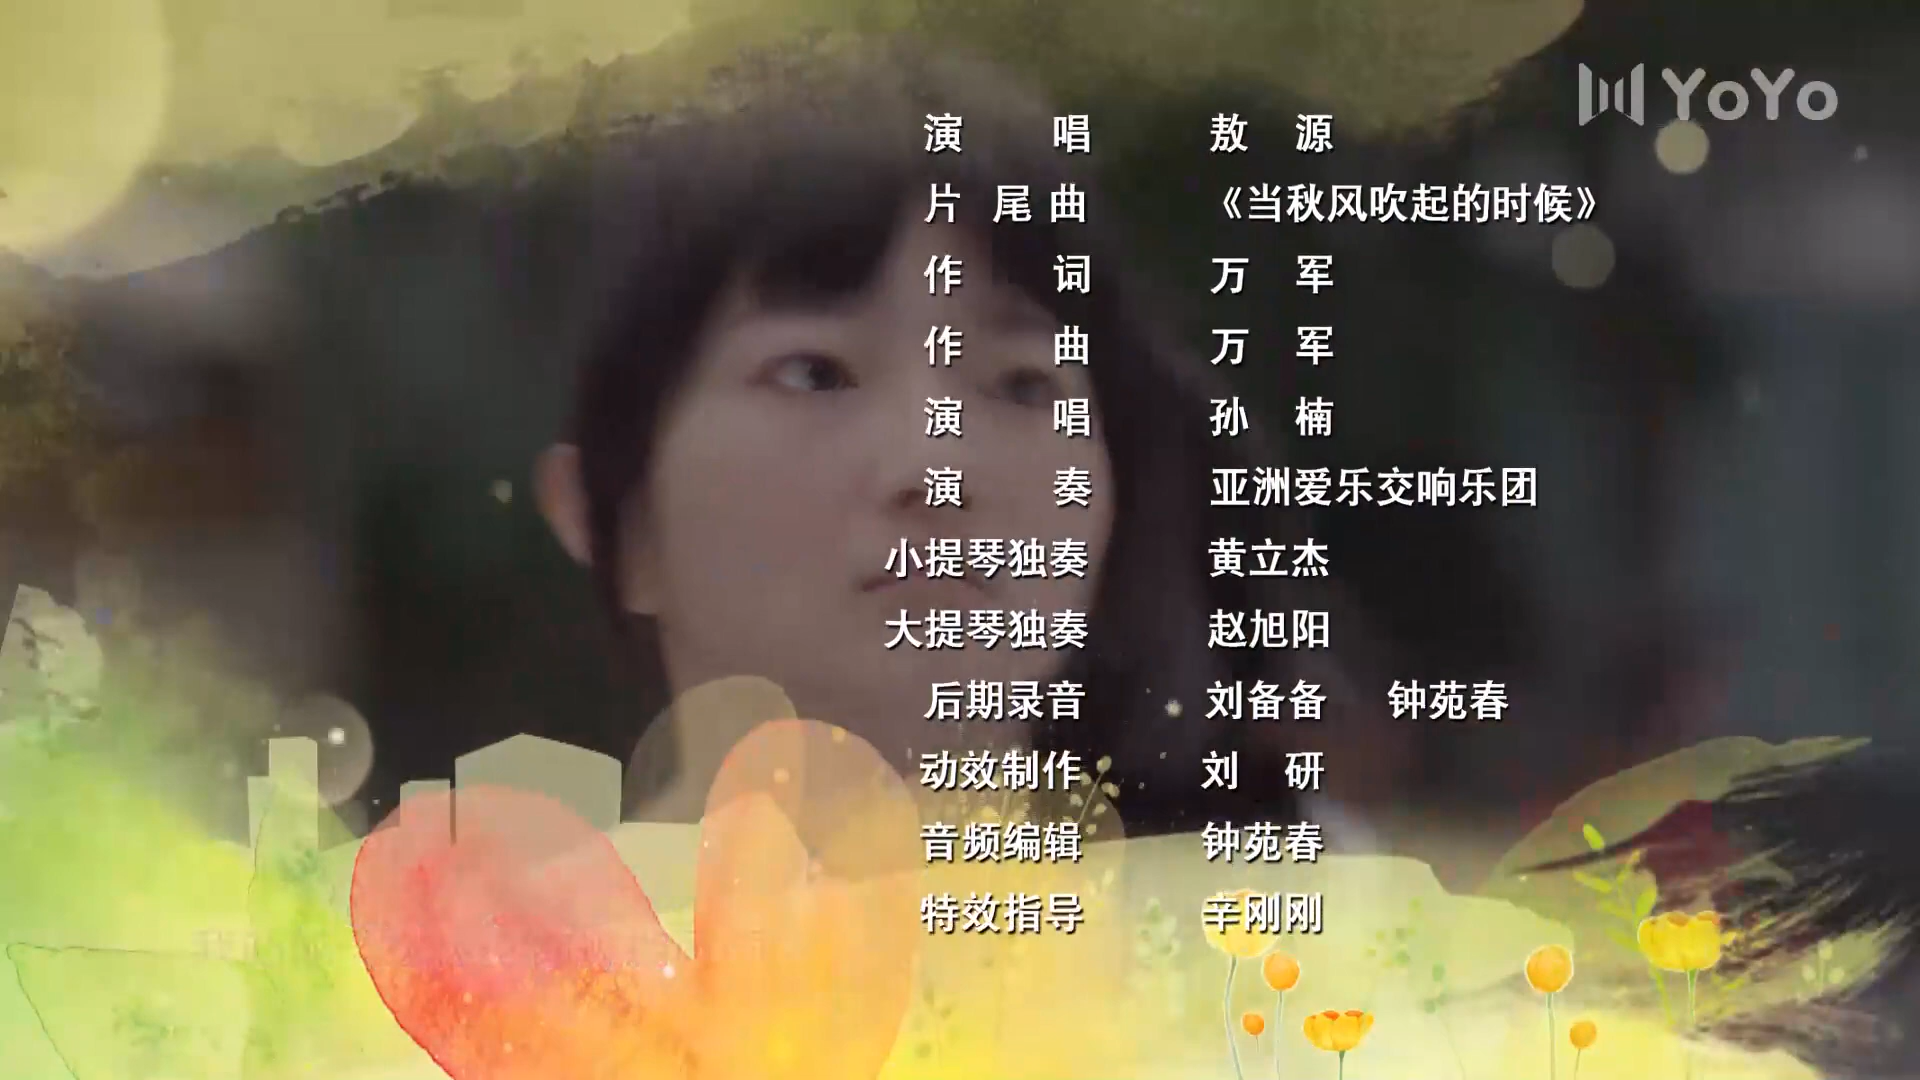 YoYo
演唱 敖源
片尾曲 《当秋风吹起的时候》
作词 万军
作曲 万军
演唱 孙楠
演奏 亚洲爱乐交响乐团
小提琴独奏 黄立杰
大提琴独奏 赵旭阳
后期录音 刘备备 钟苑春
动效制作 刘研
音频编辑 钟苑春
特效指导 辛刚刚